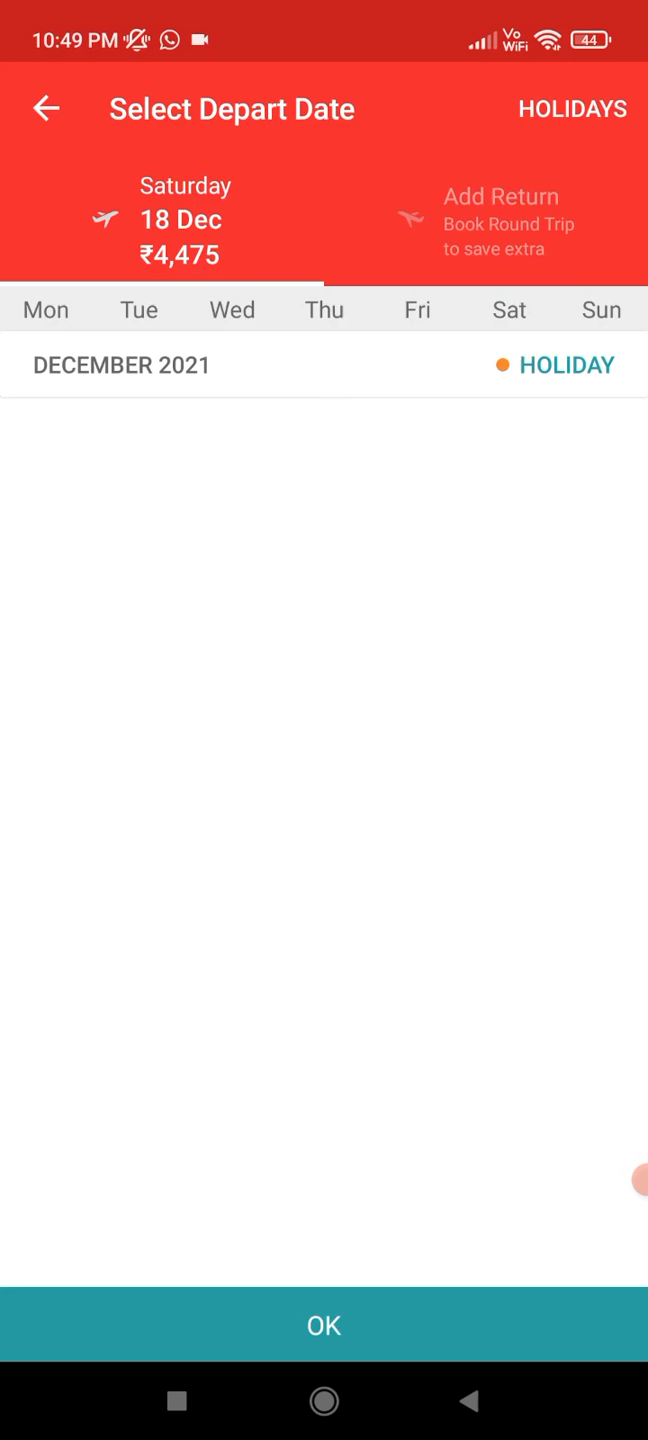 10:49 PM
Vo
WiFi
44
Select Depart Date
HOLIDAYS
Saturday
18 Dec
₹4,475
Add Return
Book Round Trip
to save extra
Mon Tue Wed Thu Fri Sat Sun
DECEMBER 2021
HOLIDAY
OK